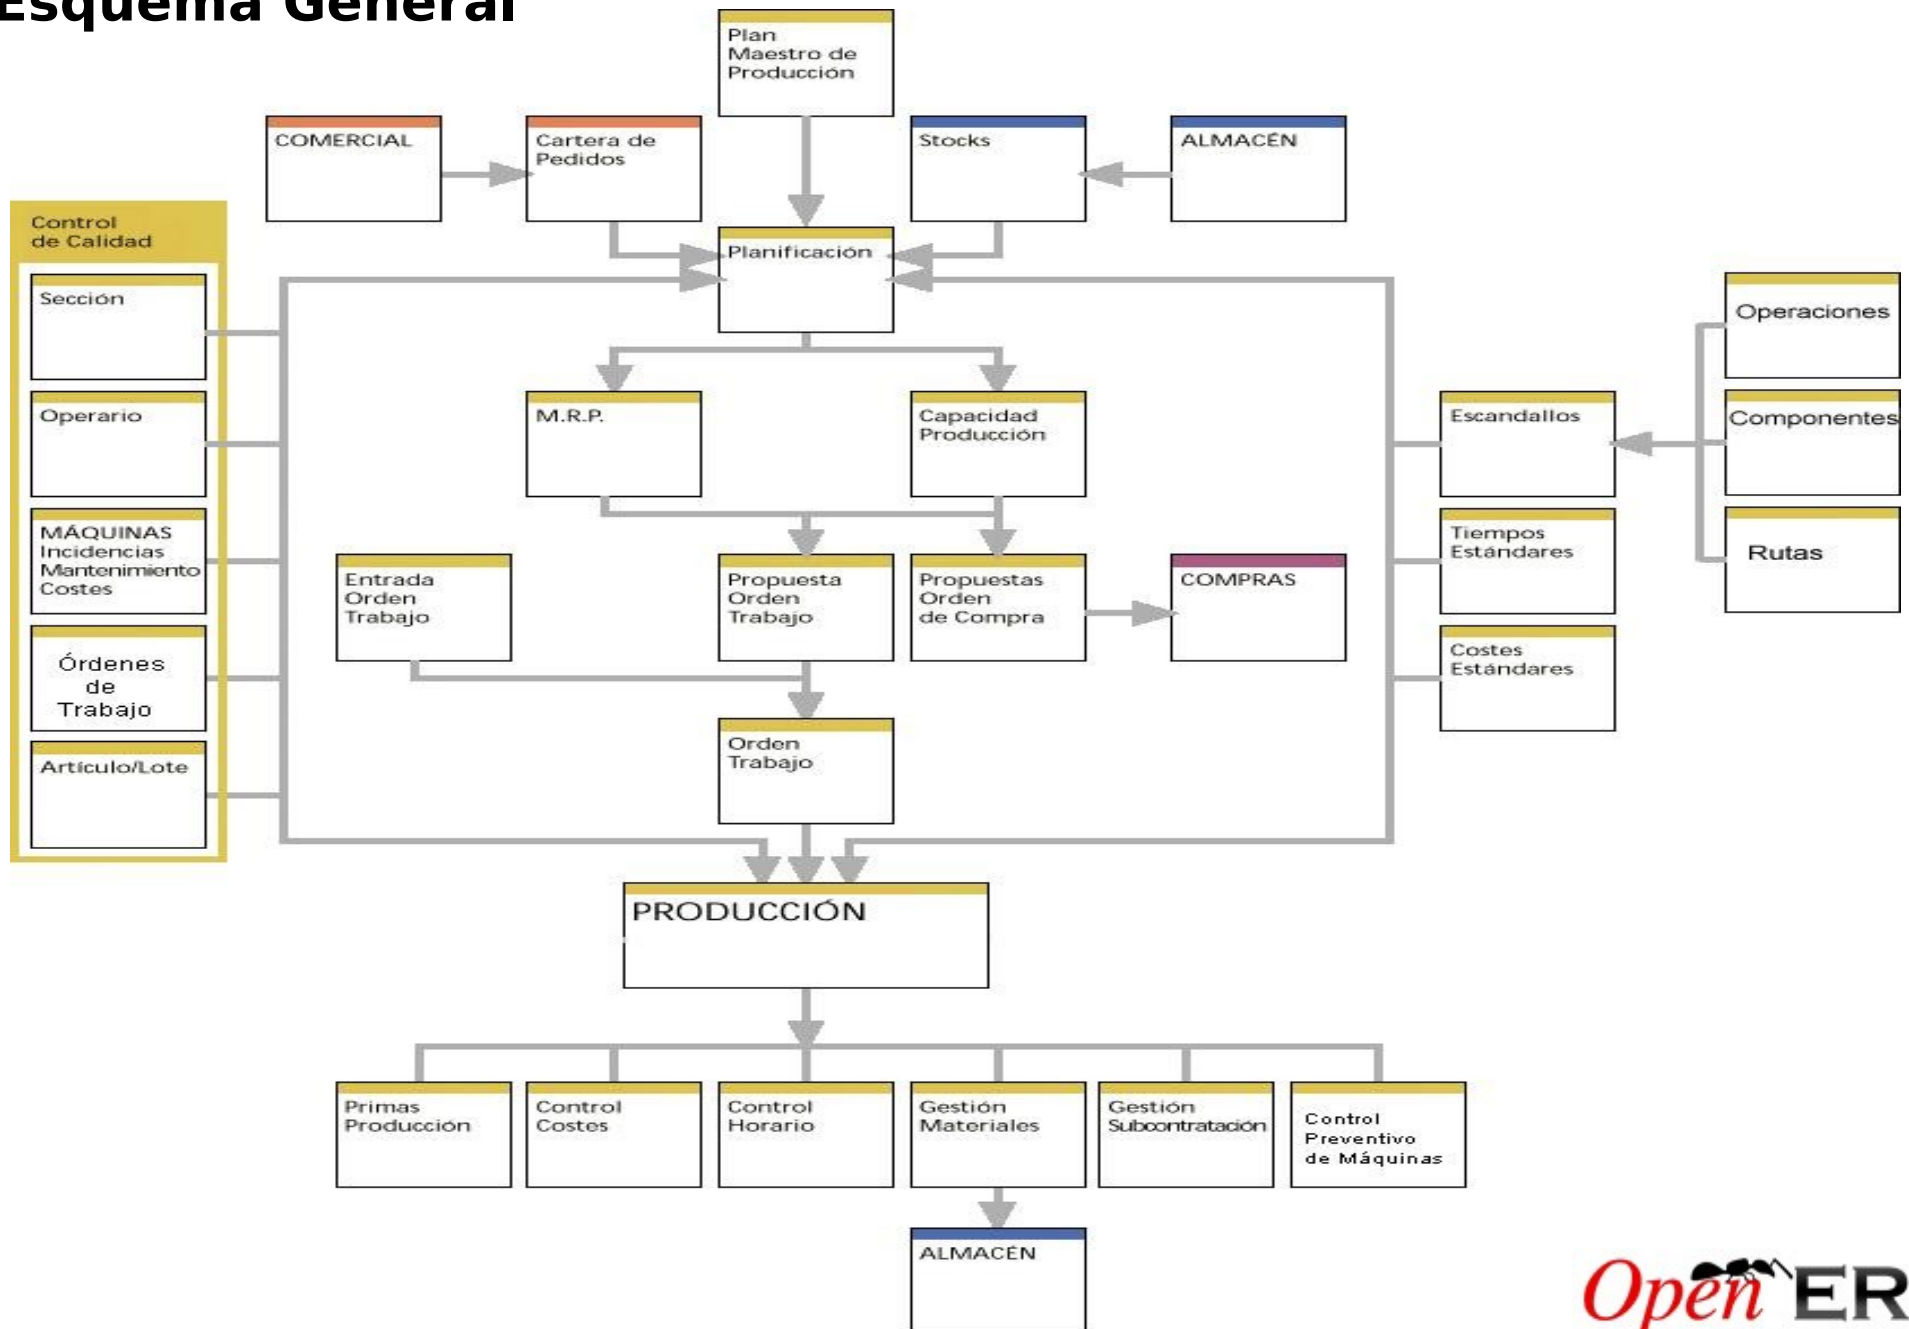 Esquema General
Plan
Maestro de
Producción
COMERCIAL
Cartera de
Pedidos
Stocks
ALMACÉN
Control
de Calidad
Planificación
Sección
Operaciones
Operario
M.R.P.
Capacidad
Producción
Escandallos
Componentes
MÁQUINAS
Incidencias
Mantenimiento
Costes
Entrada
Orden
Trabajo
Propuesta
Orden
Trabajo
Propuestas
Orden
de Compra
COMPRAS
Tiempos
Estándares
Rutas
Órdenes
de
Trabajo
Costes
Estándares
Orden
Trabajo
Artículo/Lote
PRODUCCIÓN
Primas
Producción
Control
Costes
Control
Horario
Gestión
Materiales
Gestión
Subcontratación
Control
Preventivo
de Máquinas
ALMACÉN
Open ER